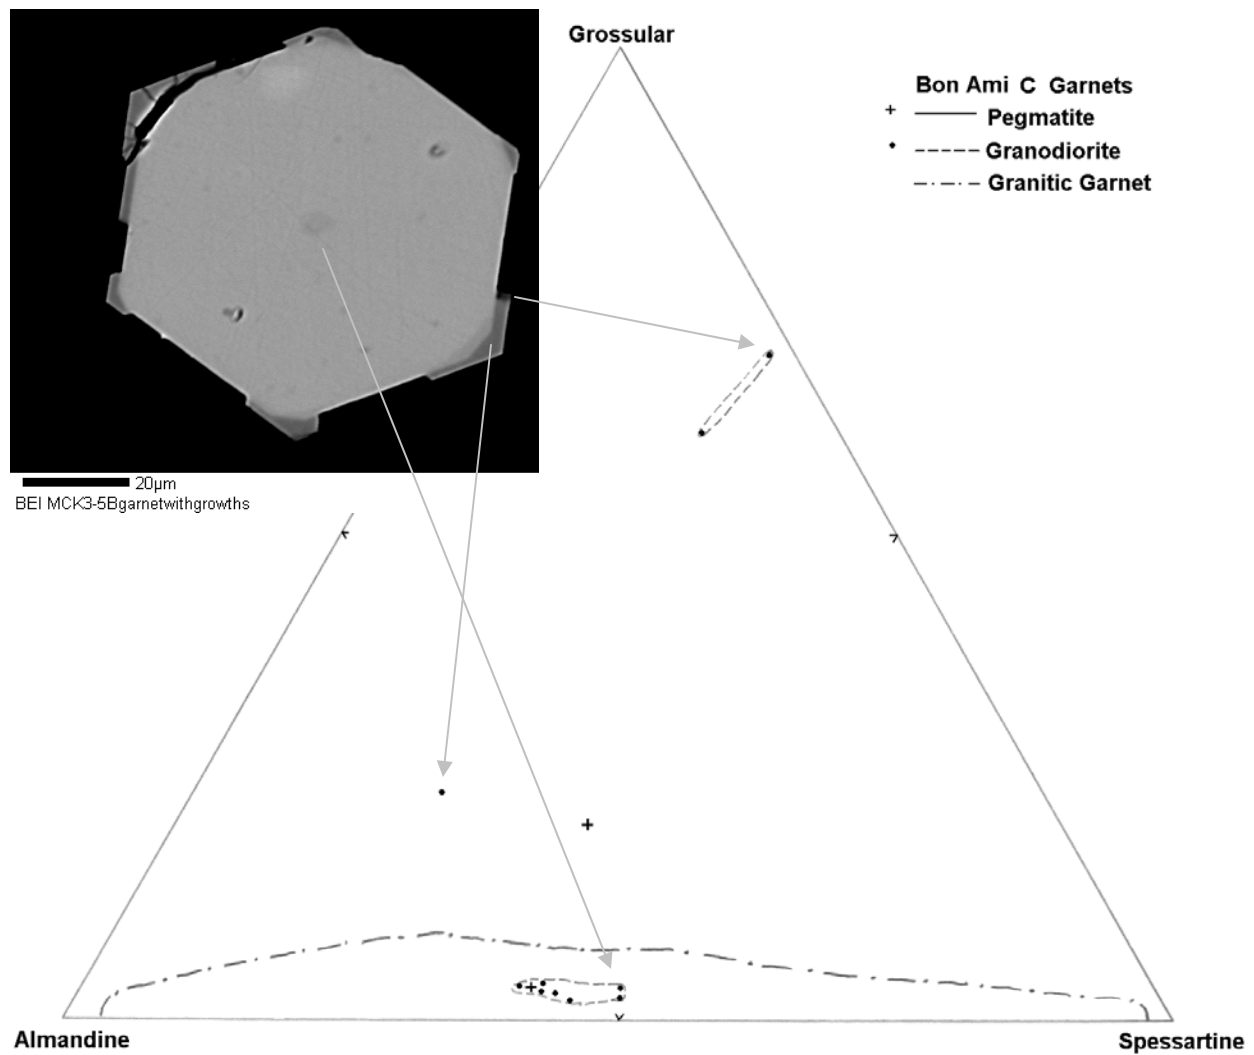 Grossular
Bon Ami C Garnets
Pegmatite
Granodiorite
Granitic Garnet
20µm
BEI MCK3-5Bgarnetwithgrowths
Almandine
Spessartine